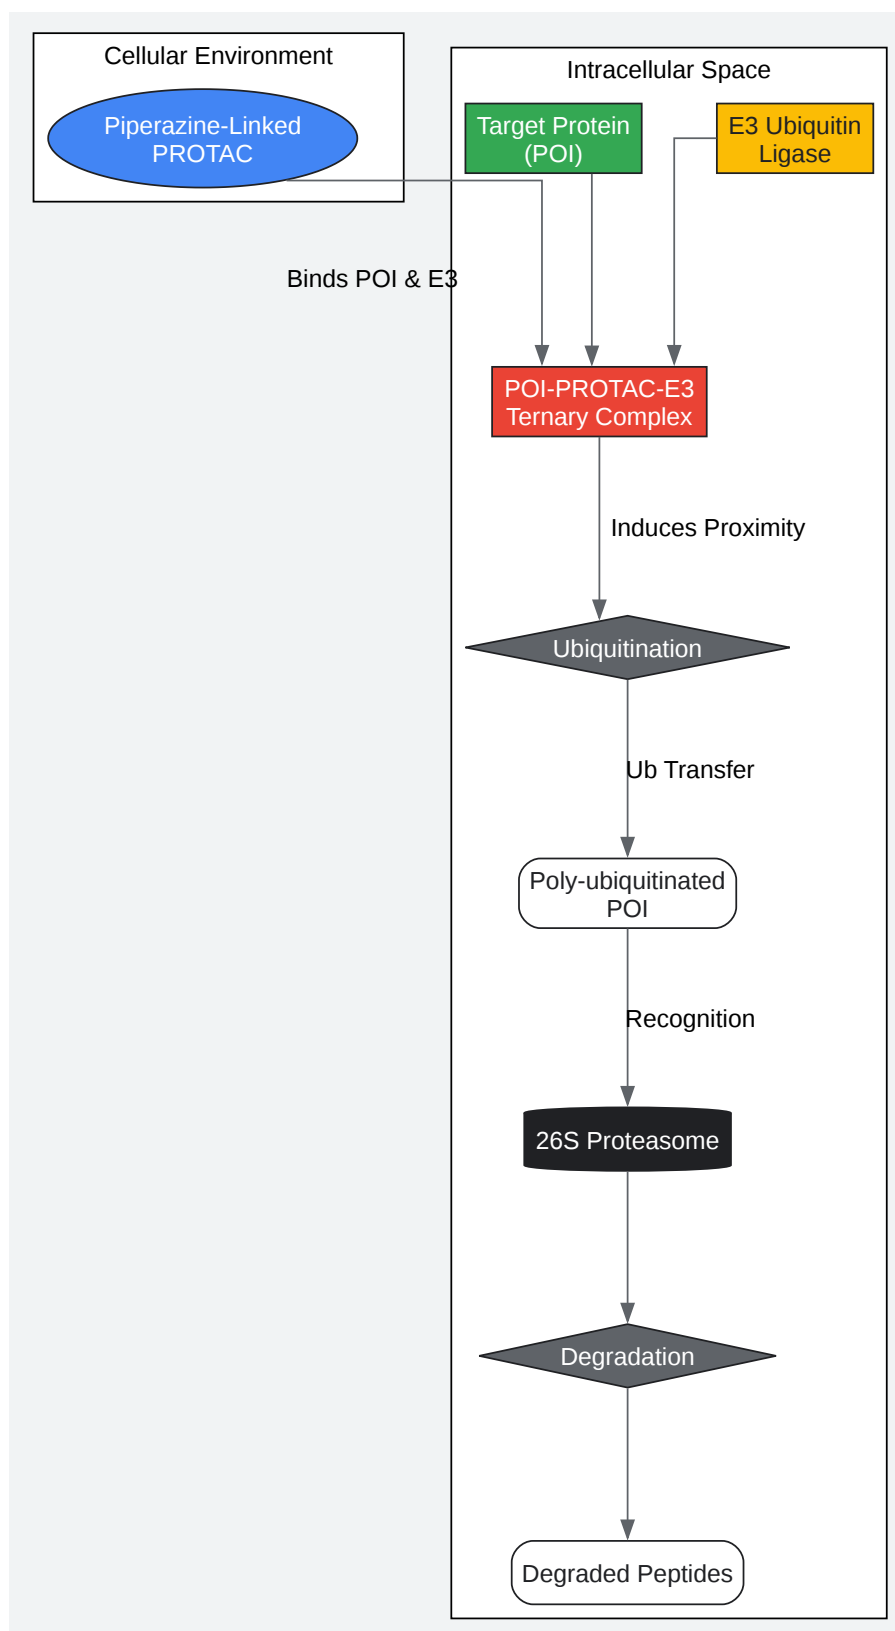 Cellular Environment
Piperazine-Linked
PROTAC
Intracellular Space
Target Protein
(POI)
E3 Ubiquitin
Ligase
Binds POI & E3
POI-PROTAC-E3
Ternary Complex
Induces Proximity
Ubiquitination
Ub Transfer
Poly-ubiquitinated
POI
Recognition
26S Proteasome
Degradation
Degraded Peptides